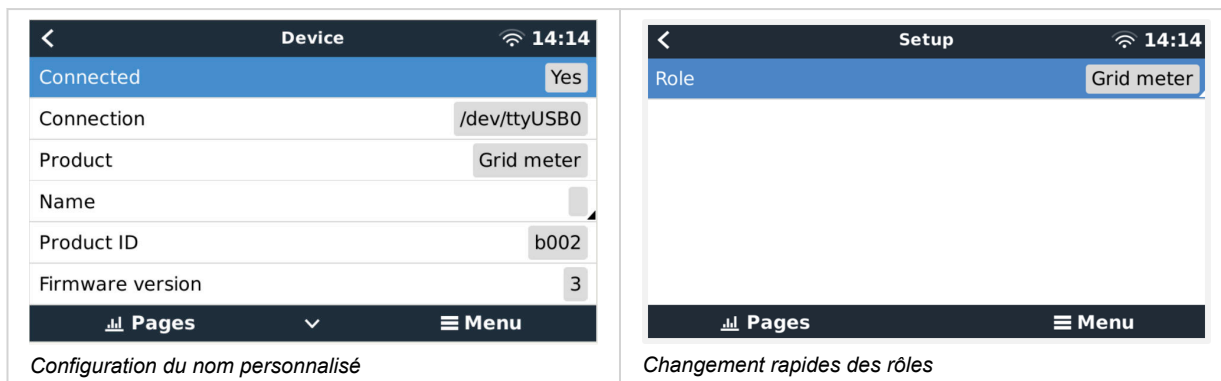 Device 14:14
Connected Yes
Connection /dev/ttyUSB0
Product Grid meter
Name
Product ID b002
Firmware version 3
Pages Menu
Configuration du nom personnalisé
Setup 14:14
Role Grid meter
Pages Menu
Changement rapides des rôles